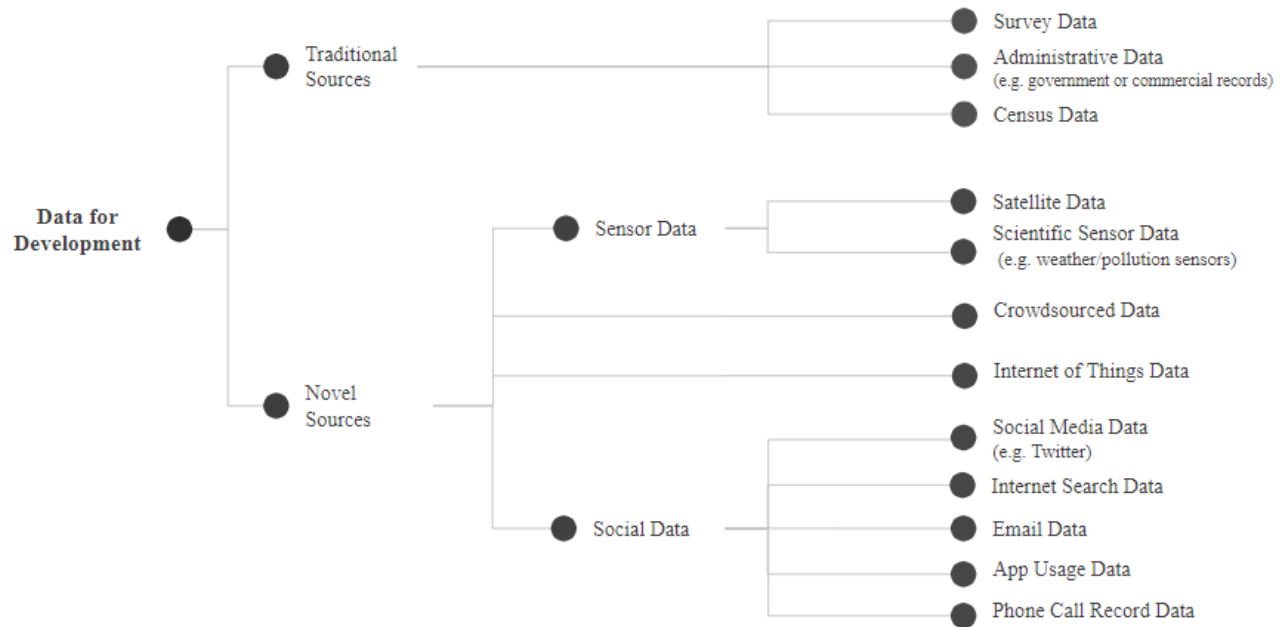 Data for
Development
Traditional
Sources
Survey Data
Administrative Data
(e.g. government or commercial records)
Census Data
Novel
Sources
Sensor Data
Satellite Data
Scientific Sensor Data
(e.g. weather/pollution sensors)
Crowdsourced Data
Internet of Things Data
Social Data
Social Media Data
(e.g. Twitter)
Internet Search Data
Email Data
App Usage Data
Phone Call Record Data